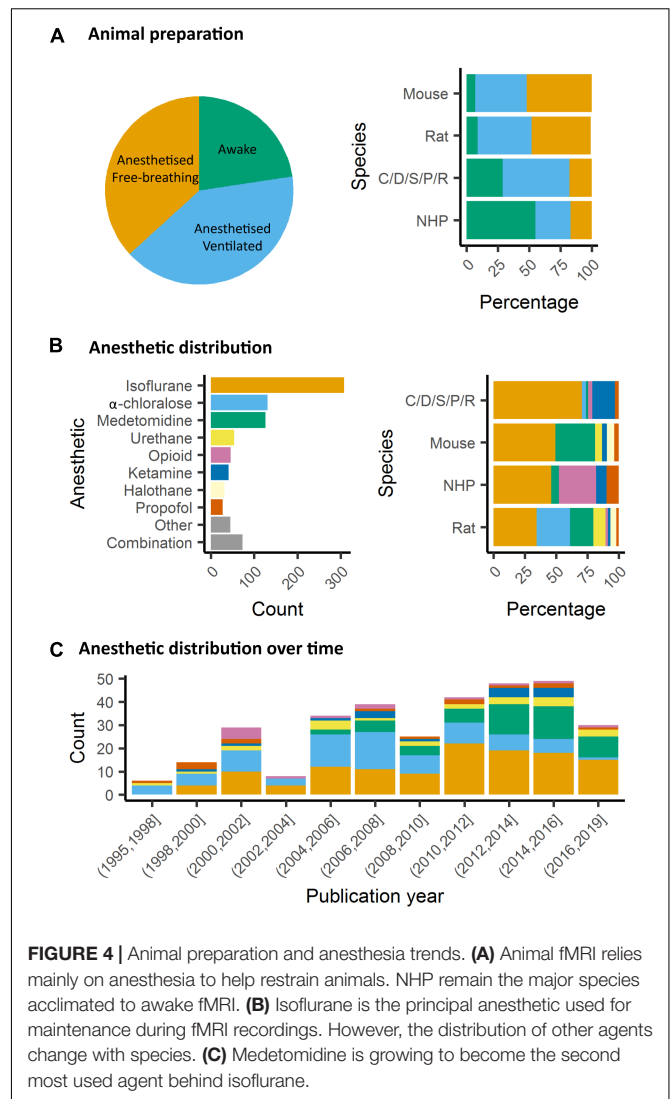 A Animal preparation
Awake
Anesthetised
Free-breathing
Anesthetised
Ventilated
Species
Mouse
Rat
C/D/S/P/R
NHP
0 25 50 75 100
Percentage
B Anesthetic distribution
Anesthetic
Isoflurane
α-chloralose
Medetomidine
Urethane
Opioid
Ketamine
Halothane
Propofol
Other
Combination
0 100 200 300
Count
Species
C/D/S/P/R
Mouse
NHP
Rat
0 25 50 75 100
Percentage
C Anesthetic distribution over time
Count
50
40
30
20
10
0
(1995,1998] (1998,2000] (2000,2002] (2002,2004] (2004,2006] (2006,2008] (2008,2010] (2010,2012] (2012,2014] (2014,2016] (2016,2019]
Publication year
FIGURE 4 | Animal preparation and anesthesia trends. (A) Animal fMRI relies
mainly on anesthesia to help restrain animals. NHP remain the major species
acclimated to awake fMRI. (B) Isoflurane is the principal anesthetic used for
maintenance during fMRI recordings. However, the distribution of other agents
change with species. (C) Medetomidine is growing to become the second
most used agent behind isoflurane.